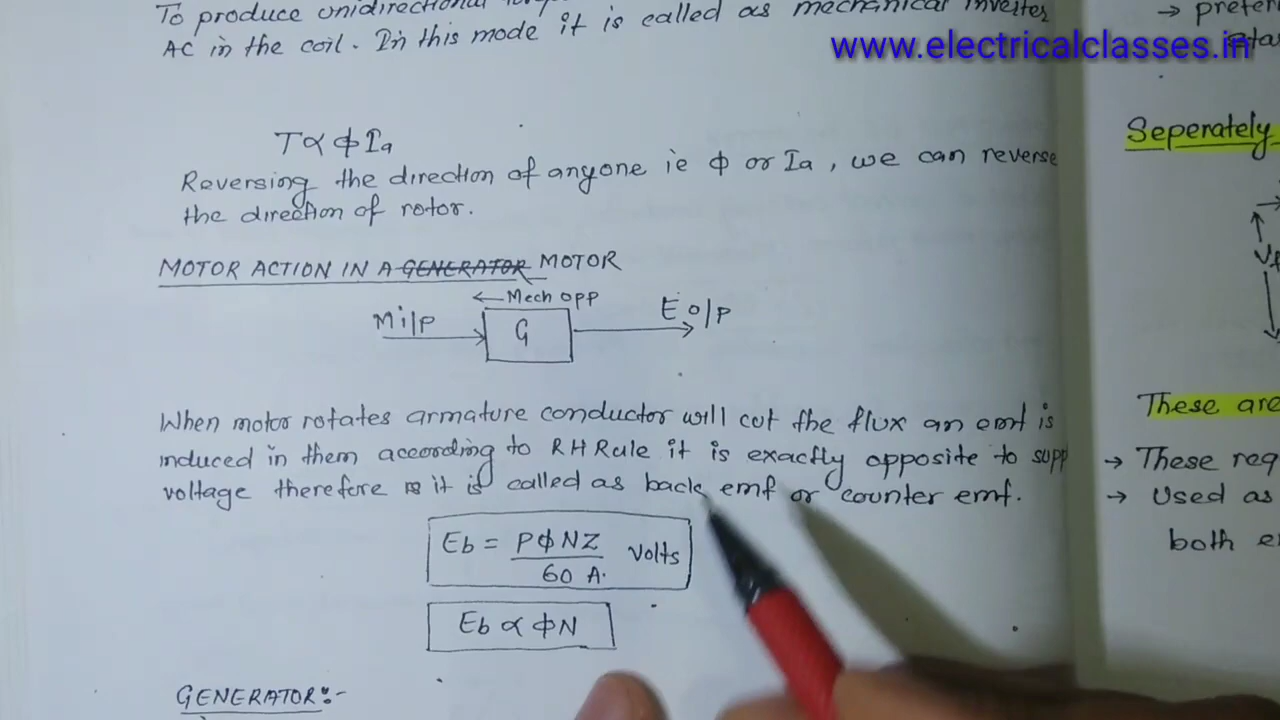 To produce unidirectional
AC in the coil. In this mode it is called as mechanical inverter
www.electricalclasses.in
T∝ ϕ Ia
Reversing the direction of anyone ie ϕ or Ia, we can reverse
the direction of rotor.
MOTOR ACTION IN A GENERATOR MOTOR
← Mech opp
M i/p
G
E o/p
When motor rotates armature conductor will cut the flux an emf is
induced in them according to RH Rule it is exactly opposite to supp
voltage therefore it is called as back emf or counter emf.
Eb = PϕNZ / 60 A. Volts
Eb ∝ ϕN
GENERATOR:-
→ prefer
Seperately
These are
→ These req
→ Used as
both e